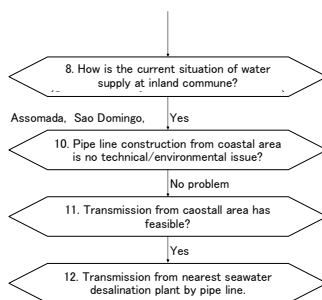 8. How is the current situation of water
supply at inland commune?
Assomada, Sao Domingo,
Yes
10. Pipe line construction from coastal area
is no technical/environmental issue?
No problem
11. Transmission from caostall area has
feasible?
Yes
12. Transmission from nearest seawater
desalination plant by pipe line.